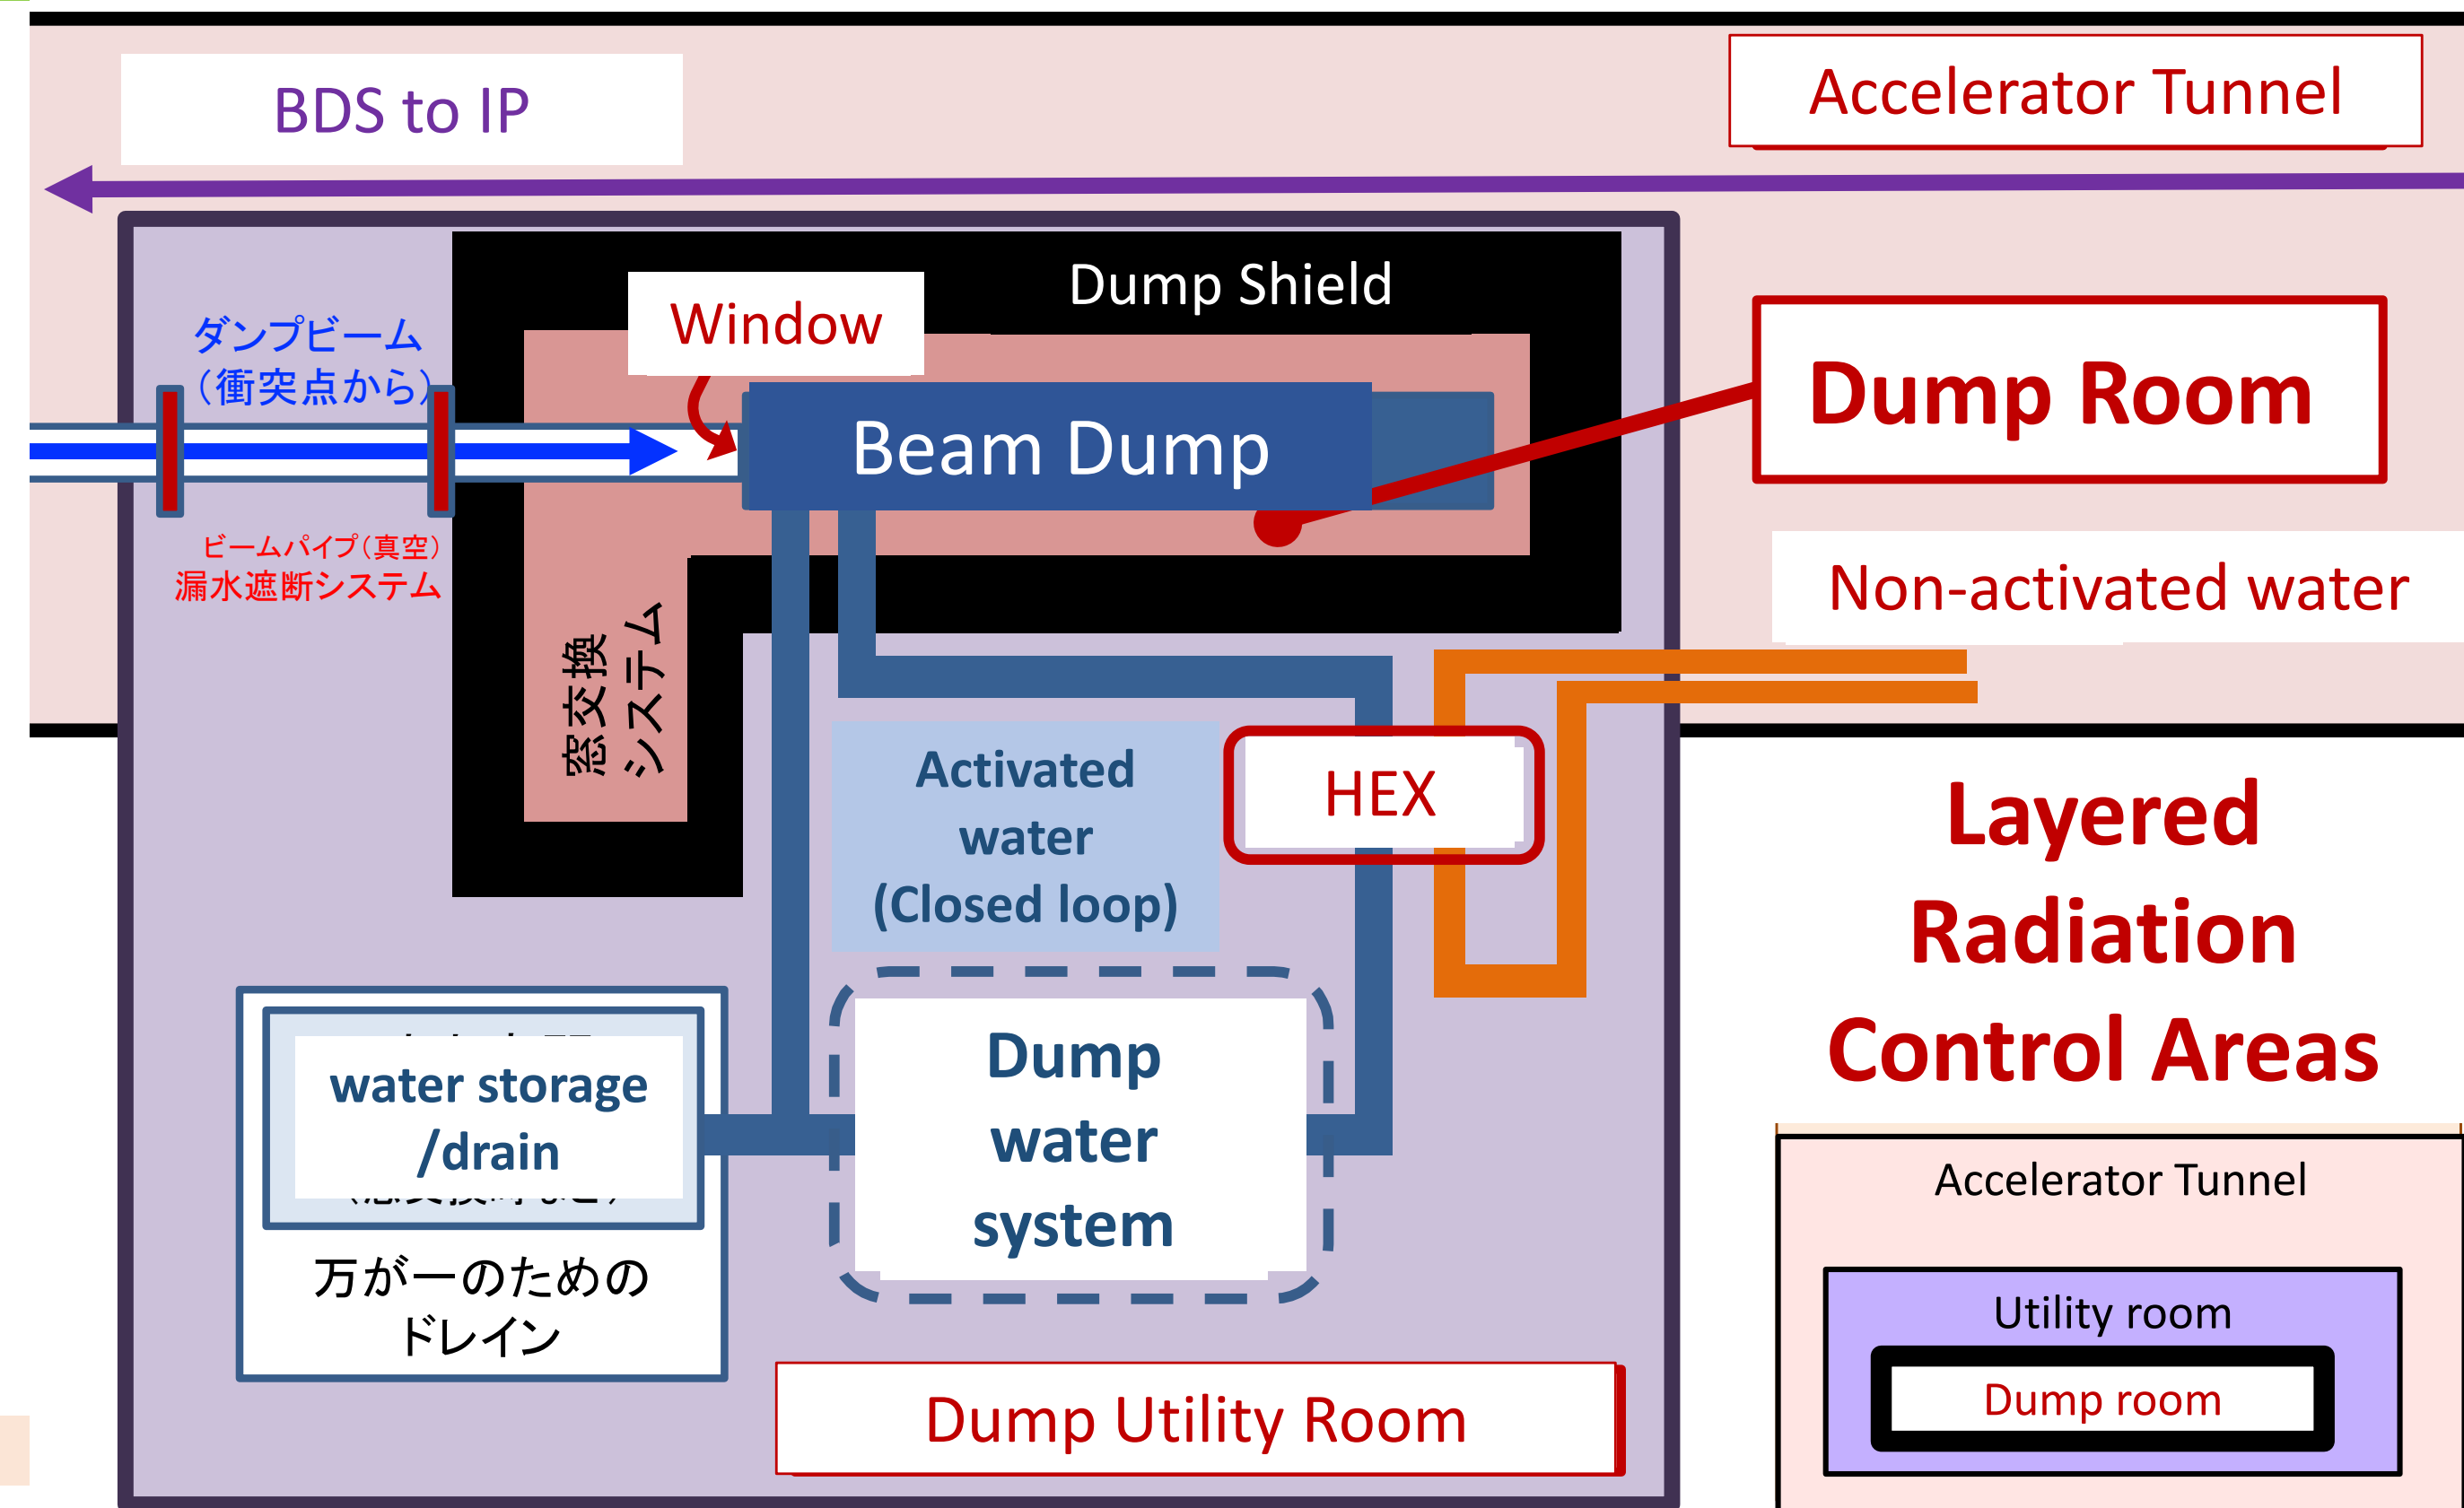 BDS to IP
Accelerator Tunnel
Dump Shield
Window
ダンプビーム
（衝突点から）
Beam Dump
Dump Room
ビームパイプ（真空）
漏水遮断システム
Non-activated water
窓交換
システム
Activated
water
(Closed loop)
HEX
Layered
Radiation
Control Areas
water storage
/drain
万が一のための
ドレイン
Dump
water
system
Dump Utility Room
Accelerator Tunnel
Utility room
Dump room